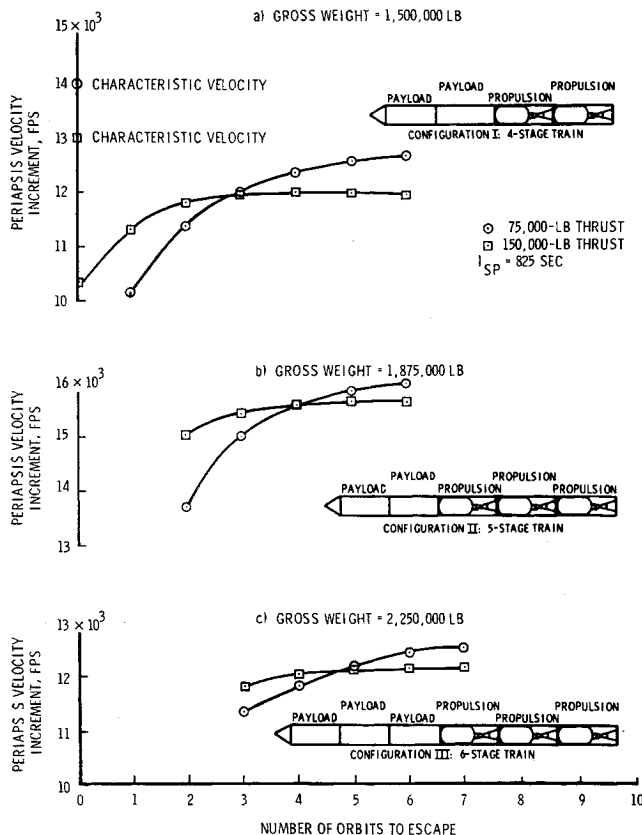 a) GROSS WEIGHT = 1,500,000 LB
15 x 10³
14
13
12
11
10
PERIAPSIS VELOCITY
INCREMENT, FPS
CHARACTERISTIC VELOCITY
CHARACTERISTIC VELOCITY
PAYLOAD PAYLOAD PROPULSION PROPULSION
CONFIGURATION I: 4-STAGE TRAIN
75,000-LB THRUST
150,000-LB THRUST
I SP = 825 SEC
b) GROSS WEIGHT = 1,875,000 LB
16 x 10³
15
14
13
PERIAPSIS VELOCITY
INCREMENT, FPS
PAYLOAD PAYLOAD PROPULSION PROPULSION PROPULSION
CONFIGURATION II: 5-STAGE TRAIN
c) GROSS WEIGHT = 2,250,000 LB
13 x 10³
12
11
10
PERIAPS S VELOCITY
INCREMENT, FPS
PAYLOAD PAYLOAD PAYLOAD PROPULSION PROPULSION PROPULSION
CONFIGURATION III: 6-STAGE TRAIN
0 1 2 3 4 5 6 7 8 9 10
NUMBER OF ORBITS TO ESCAPE